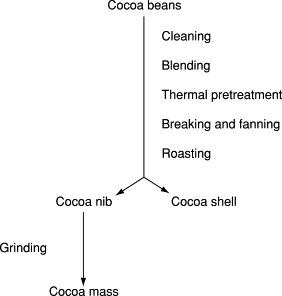 Cocoa beans
Cleaning
Blending
Thermal pretreatment
Breaking and fanning
Roasting
Cocoa nib
Cocoa shell
Grinding
Cocoa mass